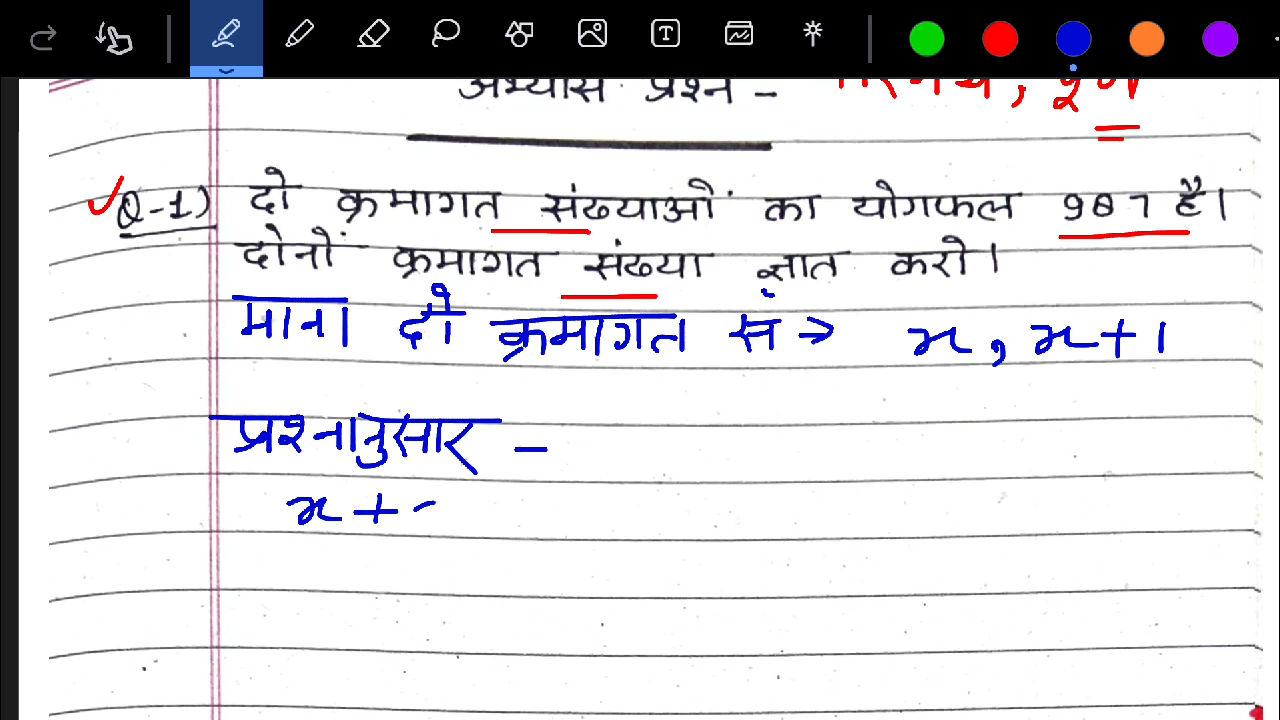 अभ्यास प्रश्न -
Q-1) दो क्रमागत संख्याओं का योगफल 987 है।
दोनों क्रमागत संख्या ज्ञात करो।
माना दो क्रमागत सं → x, x+1
प्रश्नानुसार -
x +